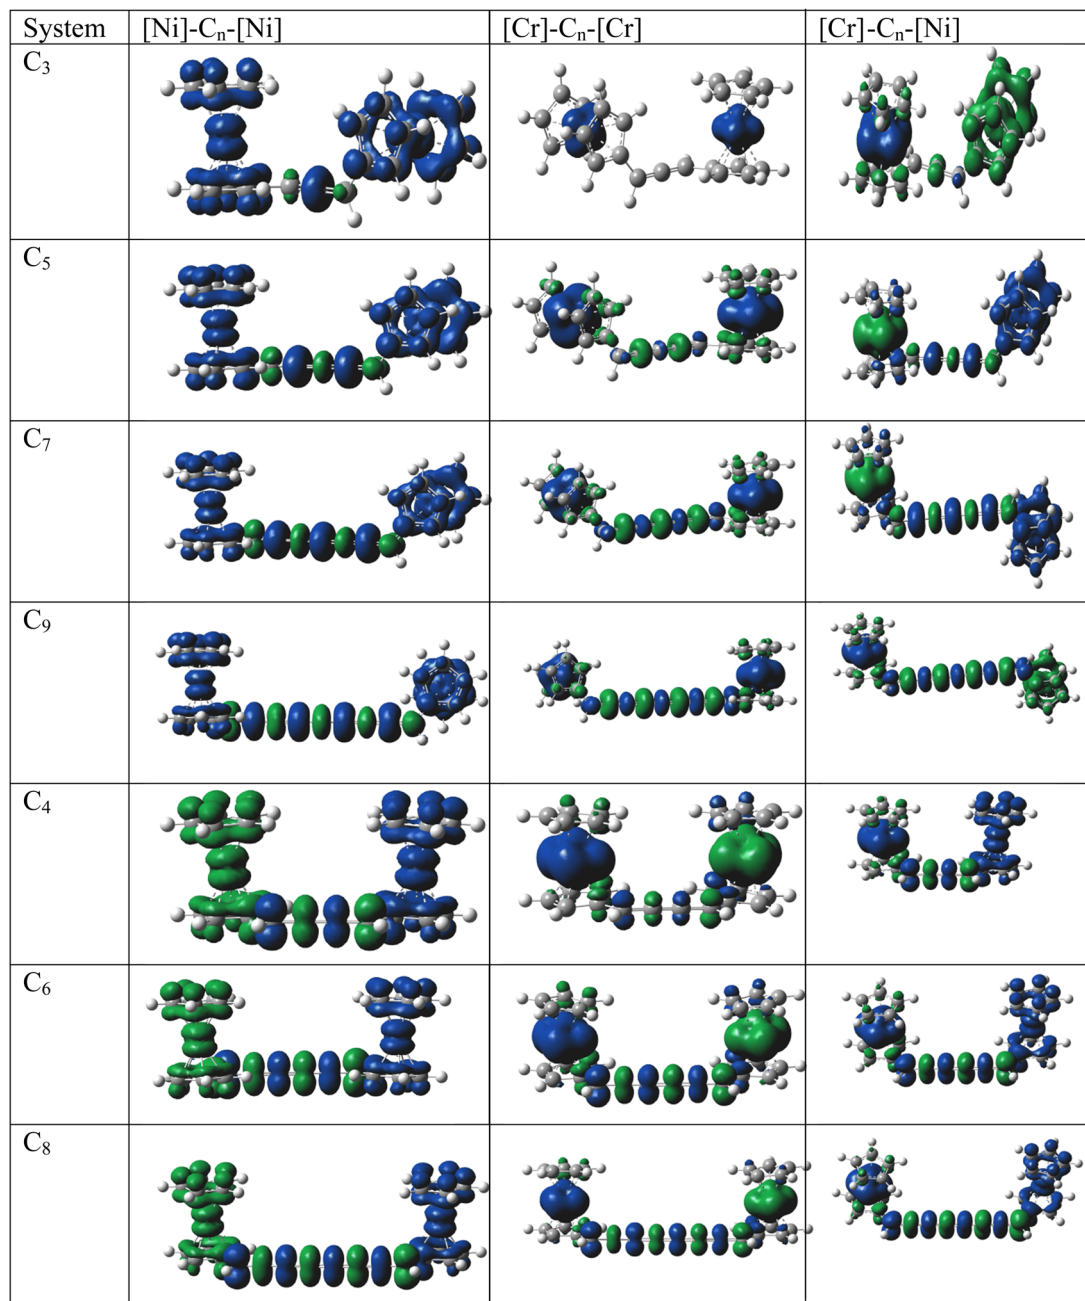 System [Ni]-Cₙ-[Ni] [Cr]-Cₙ-[Cr] [Cr]-Cₙ-[Ni]
C₃
C₅
C₇
C₉
C₄
C₆
C₈